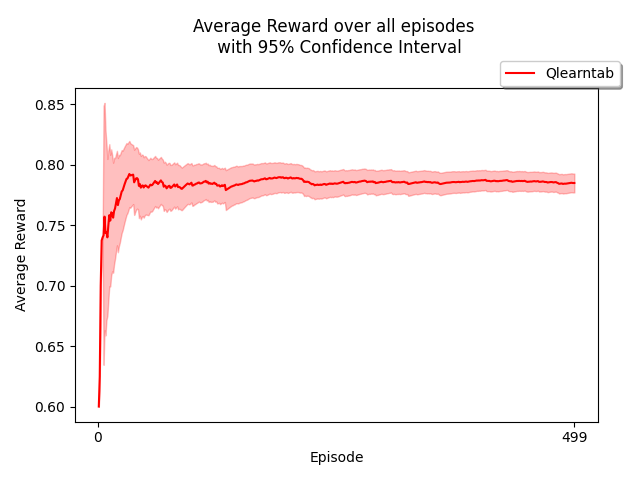 Average Reward over all episodes
with 95% Confidence Interval
Qlearntab
0.85
0.80
0.75
0.70
0.65
0.60
Average Reward
0
499
Episode